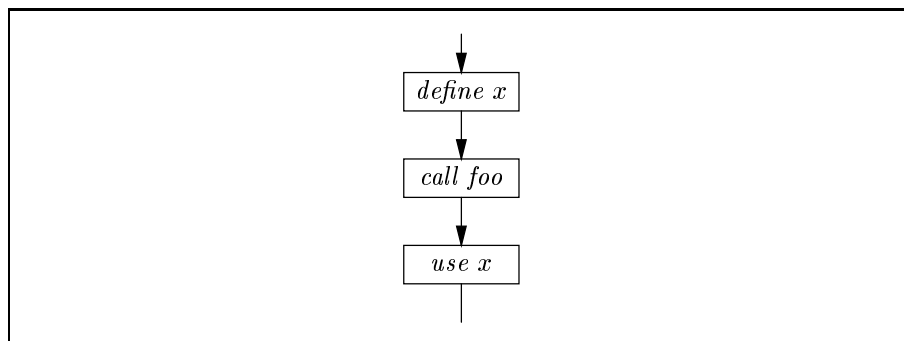 define x
call foo
use x